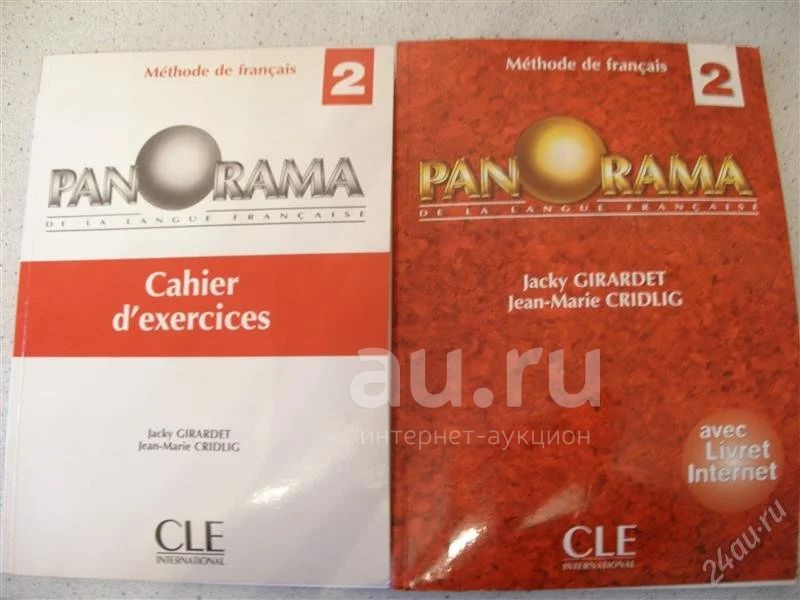 Méthode de français
2
PANORAMA
DE LA LANGUE FRANÇAISE
Cahier
d'exercices
Jacky GIRARDET
Jean-Marie CRIDLIG
CLE
INTERNATIONAL
Méthode de français
2
PANORAMA
DE LA LANGUE FRANÇAISE
Jacky GIRARDET
Jean-Marie CRIDLIG
avec
Livret
Internet
CLE
INTERNATIONAL
au.ru
интернет-аукцион
24au.ru